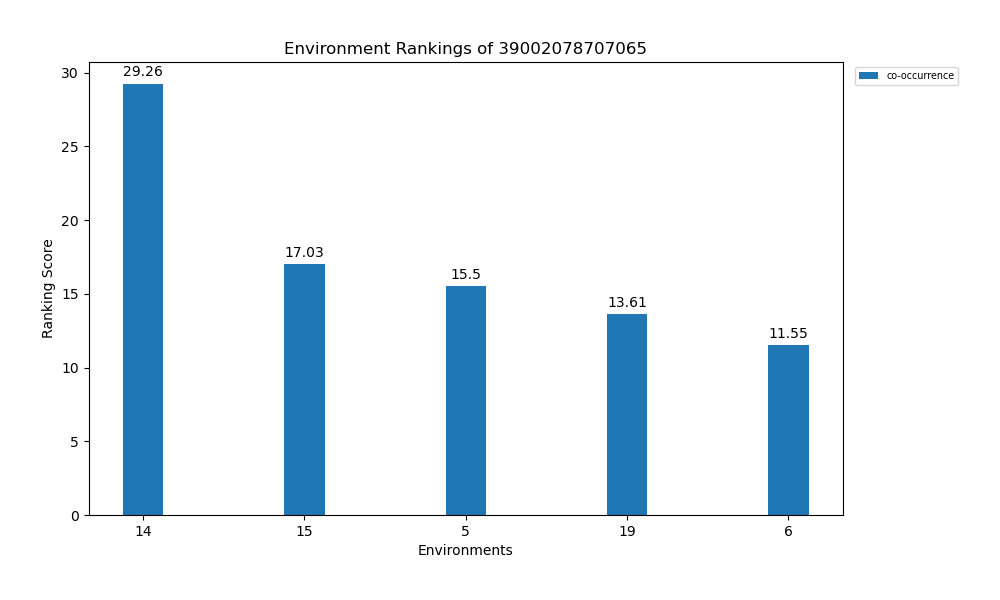 Environment Rankings of 39002078707065
co-occurrence
Ranking Score
30
25
20
15
10
5
0
29.26
17.03
15.5
13.61
11.55
14 15 5 19 6
Environments